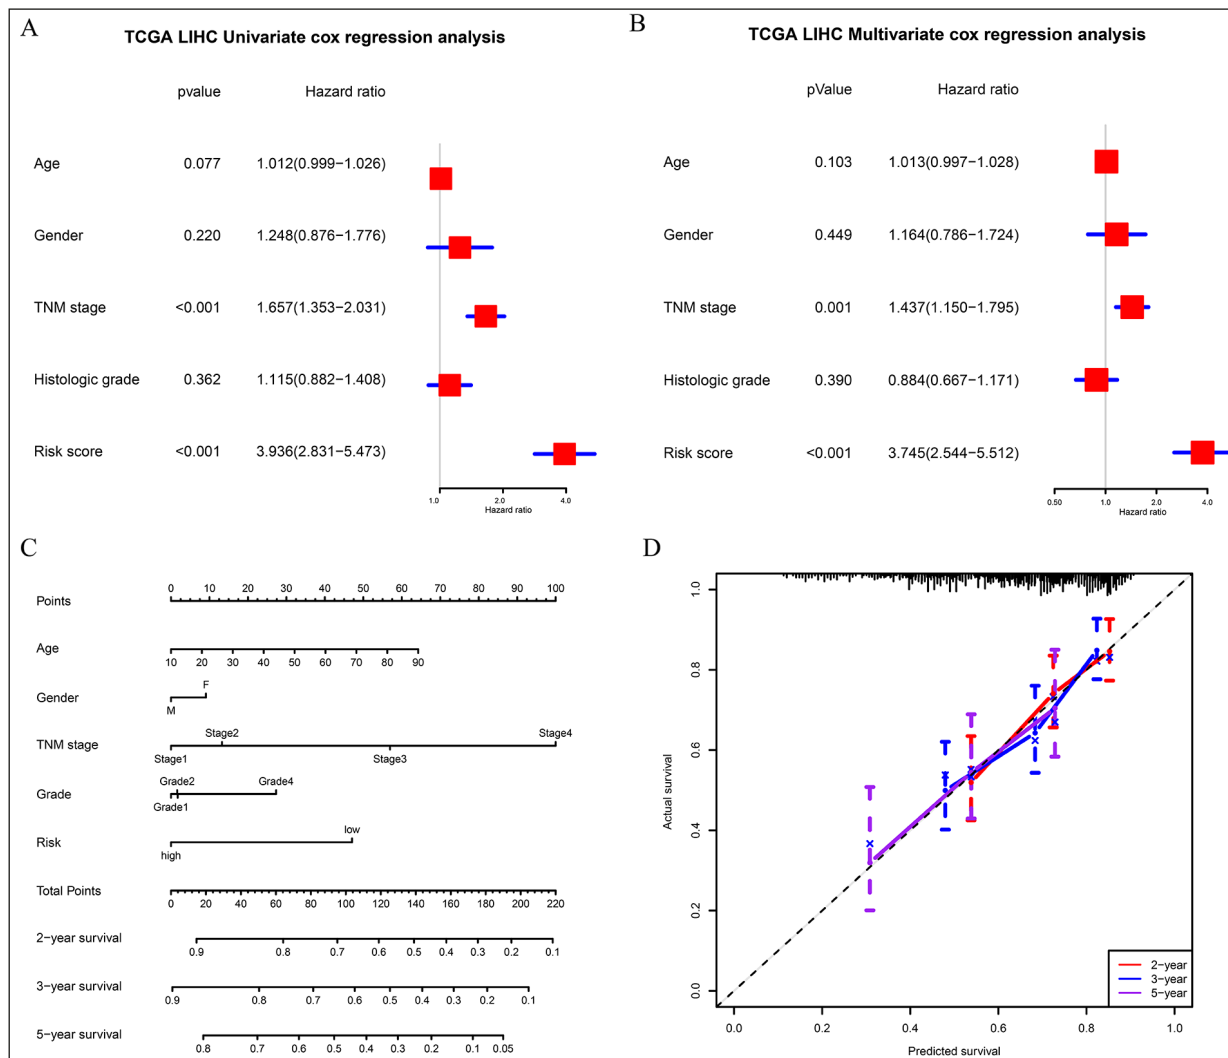 A
TCGA LIHC Univariate cox regression analysis
pvalue Hazard ratio
Age 0.077 1.012(0.999−1.026)
Gender 0.220 1.248(0.876−1.776)
TNM stage <0.001 1.657(1.353−2.031)
Histologic grade 0.362 1.115(0.882−1.408)
Risk score <0.001 3.936(2.831−5.473)
1.0 2.0 4.0
Hazard ratio
B
TCGA LIHC Multivariate cox regression analysis
pValue Hazard ratio
Age 0.103 1.013(0.997−1.028)
Gender 0.449 1.164(0.786−1.724)
TNM stage 0.001 1.437(1.150−1.795)
Histologic grade 0.390 0.884(0.667−1.171)
Risk score <0.001 3.745(2.544−5.512)
0.50 1.0 2.0 4.0
Hazard ratio
C
0 10 20 30 40 50 60 70 80 90 100
Points
Age
10 20 30 40 50 60 70 80 90
F
Gender
M
Stage2 Stage4
TNM stage
Stage1 Stage3
Grade2 Grade4
Grade
Grade1
low
Risk
high
Total Points
0 20 40 60 80 100 120 140 160 180 200 220
2−year survival
0.9 0.8 0.7 0.6 0.5 0.4 0.3 0.2 0.1
3−year survival
0.9 0.8 0.7 0.6 0.5 0.4 0.3 0.2 0.1
5−year survival
0.8 0.7 0.6 0.5 0.4 0.3 0.2 0.1 0.05
D
1.0
0.8
0.6
0.4
0.2
0.0
Actual survival
2−year
3−year
5−year
0.0 0.2 0.4 0.6 0.8 1.0
Predicted survival